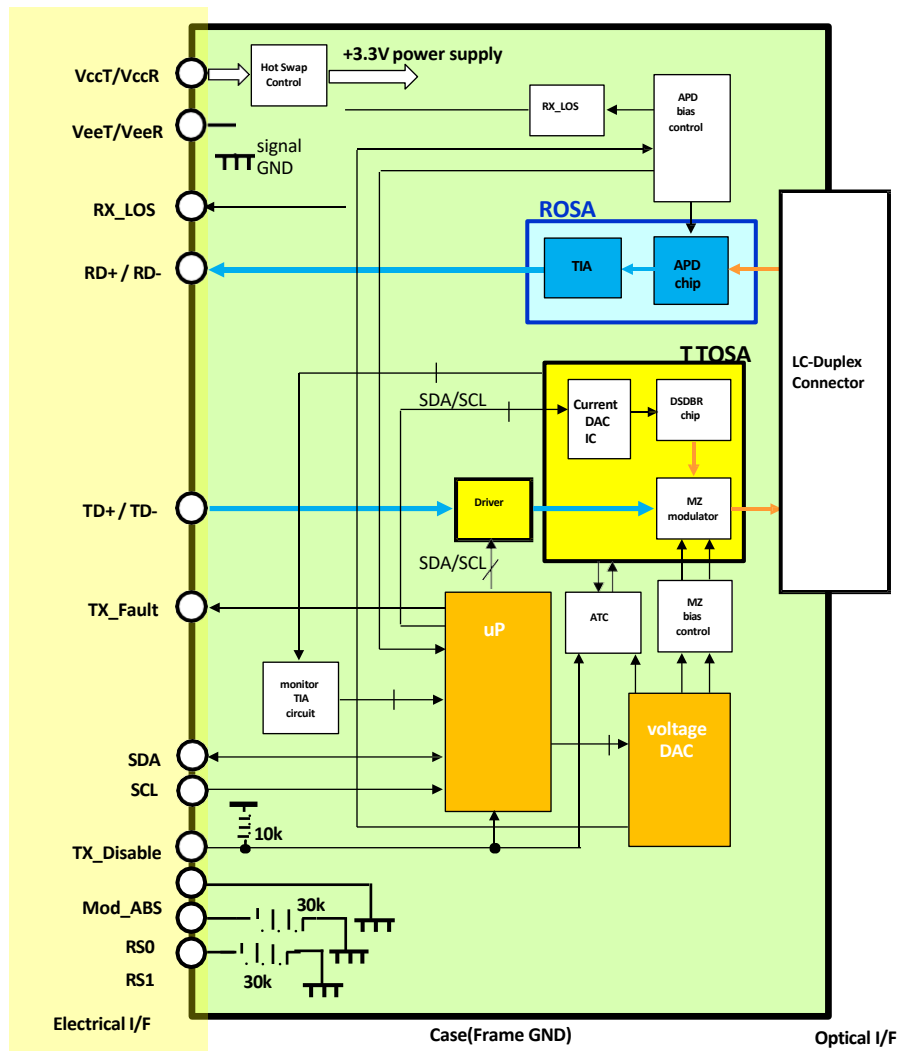 VccT/VccR
Hot Swap
Control
+3.3V power supply
VeeT/VeeR
signal
GND
RX_LOS
APD
bias
control
RX_LOS
ROSA
RD+ / RD-
TIA
APD
chip
LC-Duplex
Connector
T TOSA
SDA/SCL
Current
DAC
IC
DSDBR
chip
TD+ / TD-
Driver
MZ
modulator
SDA/SCL
TX_Fault
uP
ATC
MZ
bias
control
monitor
TIA
circuit
voltage
DAC
SDA
SCL
10k
TX_Disable
Mod_ABS
30k
RS0
30k
RS1
Electrical I/F
Case(Frame GND)
Optical I/F